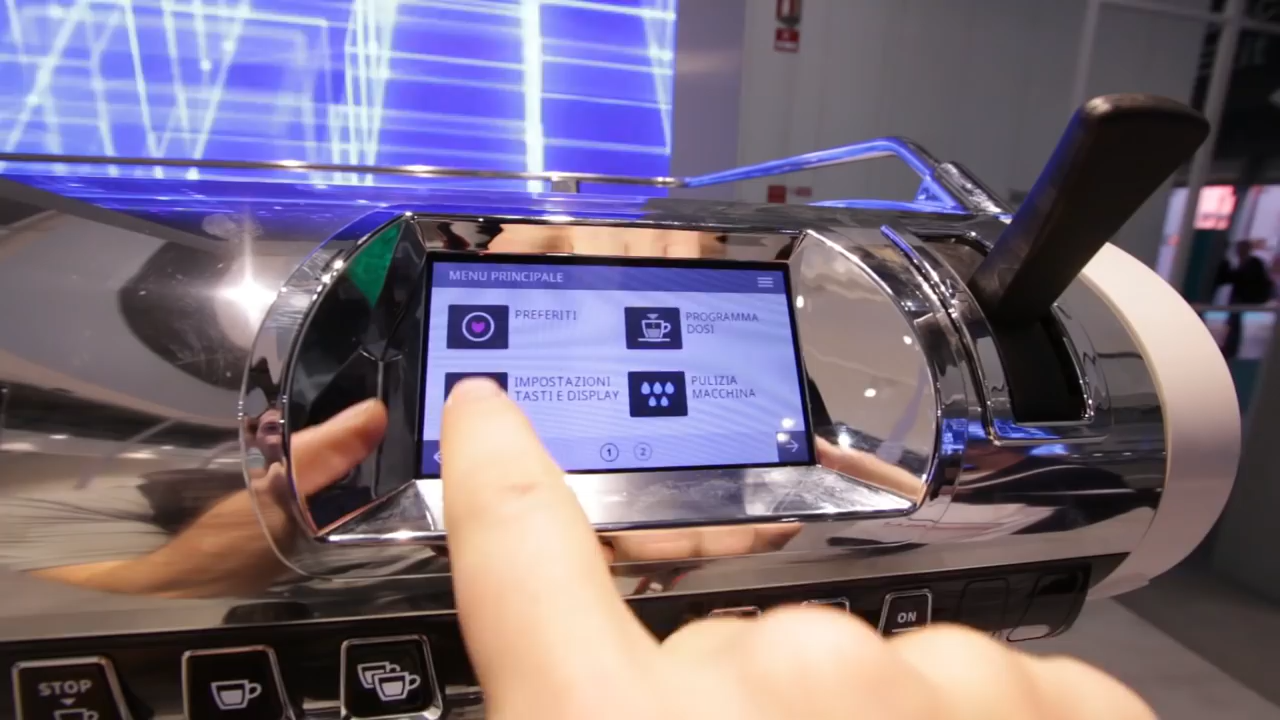 MENU PRINCIPALE
PREFERITI
PROGRAMMA
DOSI
IMPOSTAZIONI
TASTI E DISPLAY
PULIZIA
MACCHINA
1 2
ON
STOP